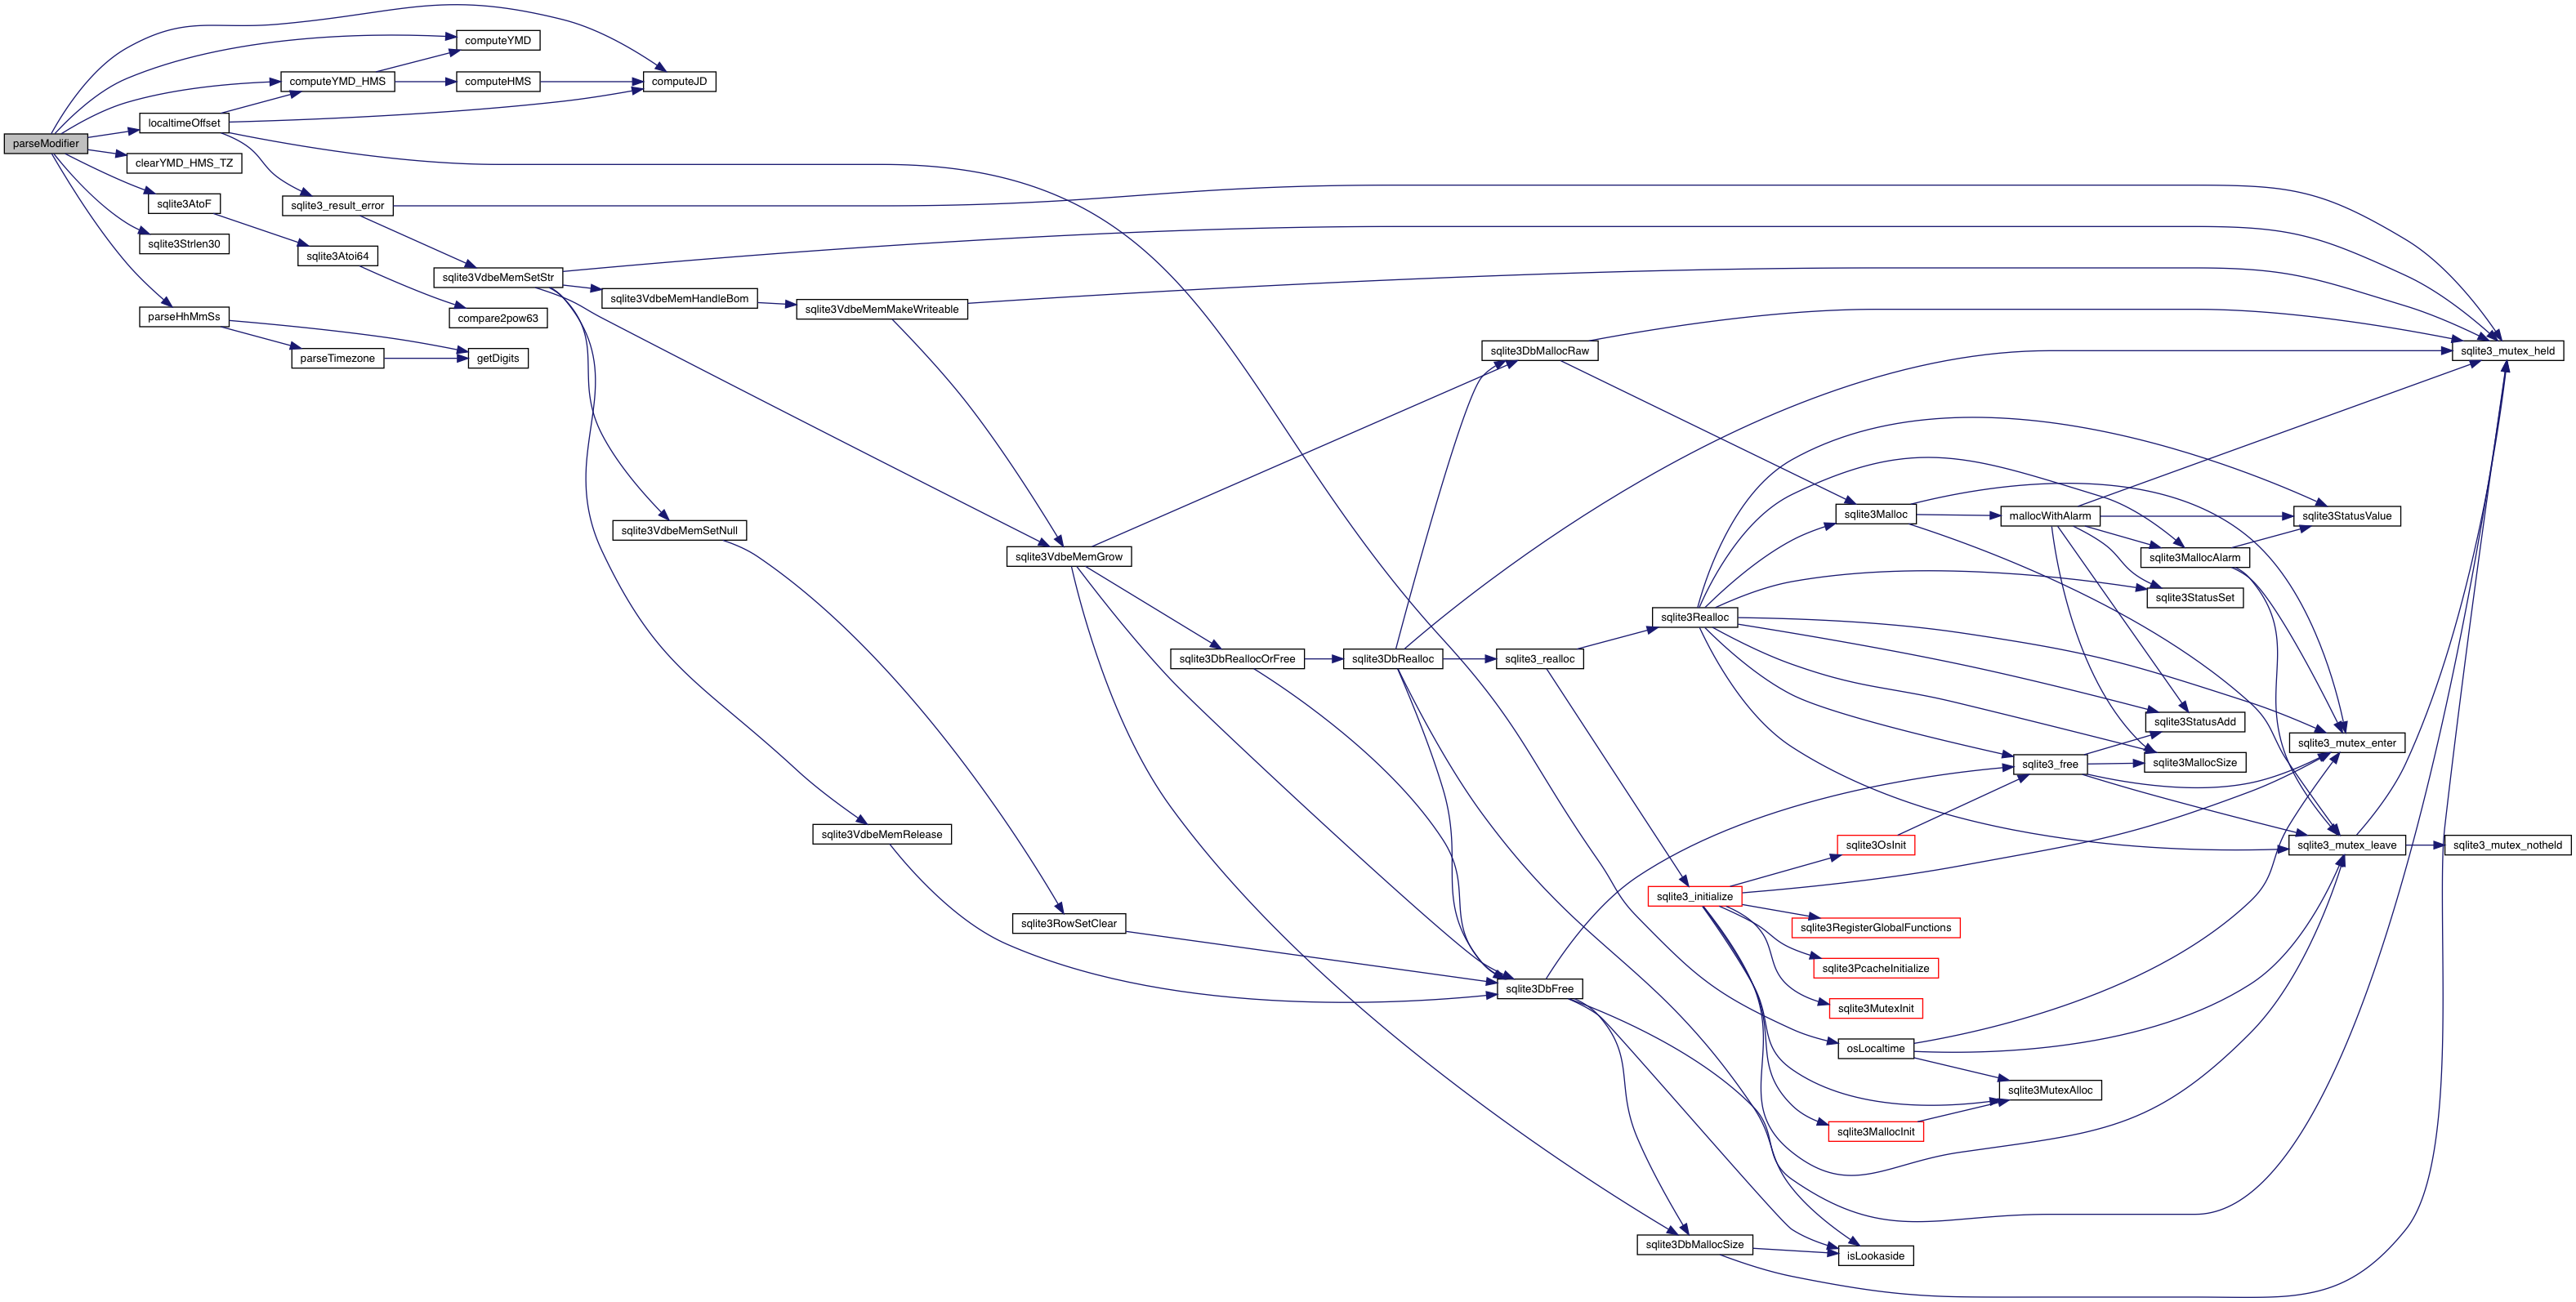 parseModifier
computeYMD
computeYMD_HMS
computeHMS
computeJD
localtimeOffset
clearYMD_HMS_TZ
sqlite3AtoF
sqlite3_result_error
sqlite3Strlen30
sqlite3Atoi64
sqlite3VdbeMemSetStr
sqlite3VdbeMemHandleBom
sqlite3VdbeMemMakeWriteable
parseHhMmSs
compare2pow63
parseTimezone
getDigits
sqlite3DbMallocRaw
sqlite3_mutex_held
sqlite3VdbeMemSetNull
sqlite3VdbeMemGrow
sqlite3Malloc
mallocWithAlarm
sqlite3StatusValue
sqlite3MallocAlarm
sqlite3StatusSet
sqlite3Realloc
sqlite3DbReallocOrFree
sqlite3DbRealloc
sqlite3_realloc
sqlite3StatusAdd
sqlite3_mutex_enter
sqlite3_free
sqlite3MallocSize
sqlite3VdbeMemRelease
sqlite3OsInit
sqlite3_mutex_leave
sqlite3_mutex_notheld
sqlite3_initialize
sqlite3RowSetClear
sqlite3RegisterGlobalFunctions
sqlite3PcacheInitialize
sqlite3DbFree
sqlite3MutexInit
osLocaltime
sqlite3MutexAlloc
sqlite3MallocInit
sqlite3DbMallocSize
isLookaside